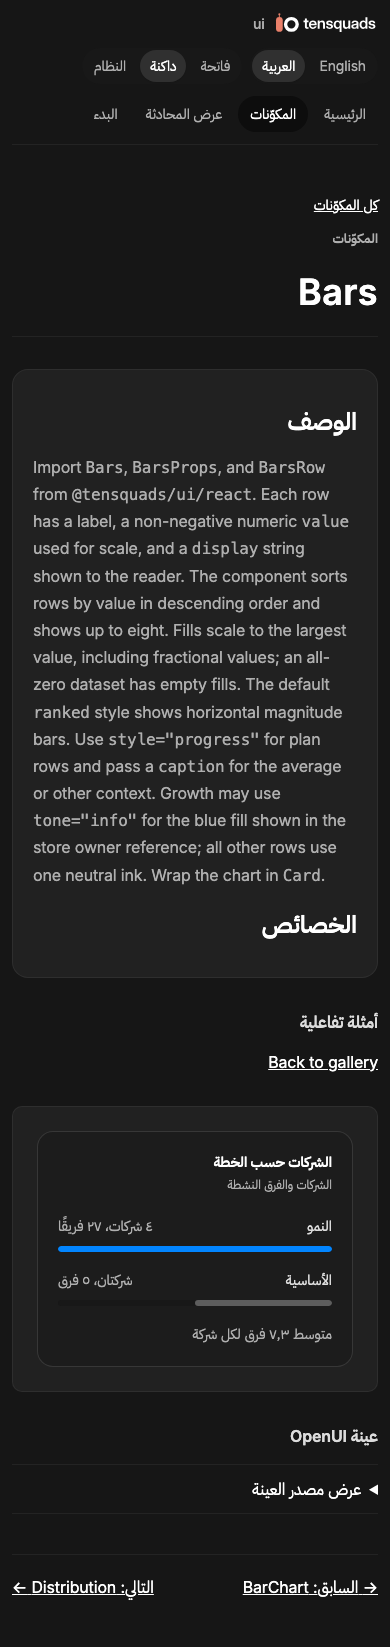 tensquads ui
English العربية
فاتحة داكنة النظام
الرئيسية المكوّنات عرض المحادثة البدء
كل المكوّنات
المكوّنات
Bars
الوصف
Import Bars, BarsProps, and BarsRow
from @tensquads/ui/react. Each row
has a label, a non-negative numeric value
used for scale, and a display string
shown to the reader. The component sorts
rows by value in descending order and
shows up to eight. Fills scale to the largest
value, including fractional values; an all-
zero dataset has empty fills. The default
ranked style shows horizontal magnitude
bars. Use style="progress" for plan
rows and pass a caption for the average
or other context. Growth may use
tone="info" for the blue fill shown in the
store owner reference; all other rows use
one neutral ink. Wrap the chart in Card.
الخصائص
أمثلة تفاعلية
Back to gallery
الشركات حسب الخطة
الشركات والفرق النشطة
النمو ٤ شركات، ٢٧ فريقًا
الأساسية شركتان، ٥ فرق
متوسط ٧,٣ فرق لكل شركة
عينة OpenUI
عرض مصدر العينة
→ السابق: BarChart
التالي: Distribution ←